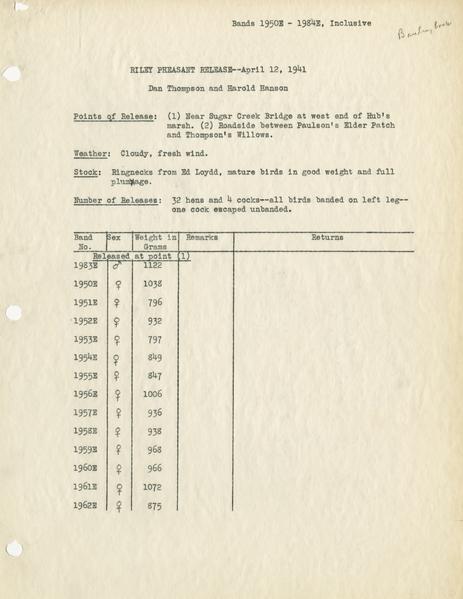 Bands 1950E - 1984E, Inclusive
RILEY PHEASANT RELEASE--April 12, 1941
Dan Thompson and Harold Hanson
Points of Release: (1) Near Sugar Creek Bridge at west end of Hub's
marsh. (2) Roadside between Paulson's Elder Patch
and Thompson's Willows.
Weather: Cloudy, fresh wind.
Stock: Ringnecks from Ed Loydd, mature birds in good weight and full
plumage.
Number of Releases: 32 hens and 4 cocks--all birds banded on left leg--
one cock escaped unbanded.
Band No. Sex Weight in Grams Remarks Returns
Released at point (1)
1983E ♂ 1122
1950E ♀ 1038
1951E ♀ 796
1952E ♀ 932
1953E ♀ 797
1954E ♀ 849
1955E ♀ 847
1956E ♀ 1006
1957E ♀ 936
1958E ♀ 938
1959E ♀ 968
1960E ♀ 966
1961E ♀ 1072
1962E ♀ 875